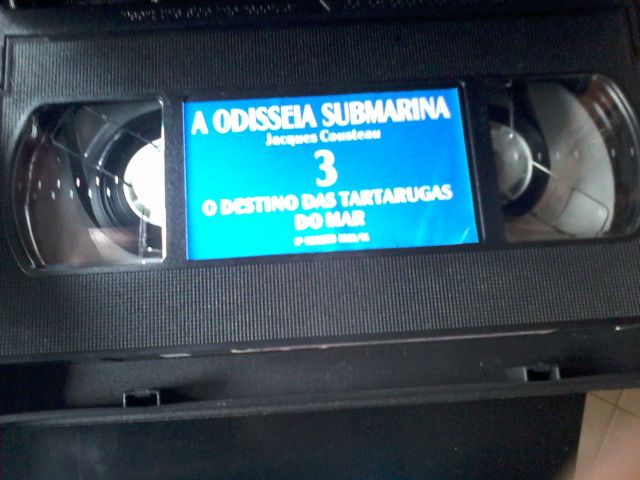 A ODISSEIA SUBMARINA
Jacques Cousteau
3
O DESTINO DAS TARTARUGAS
DO MAR